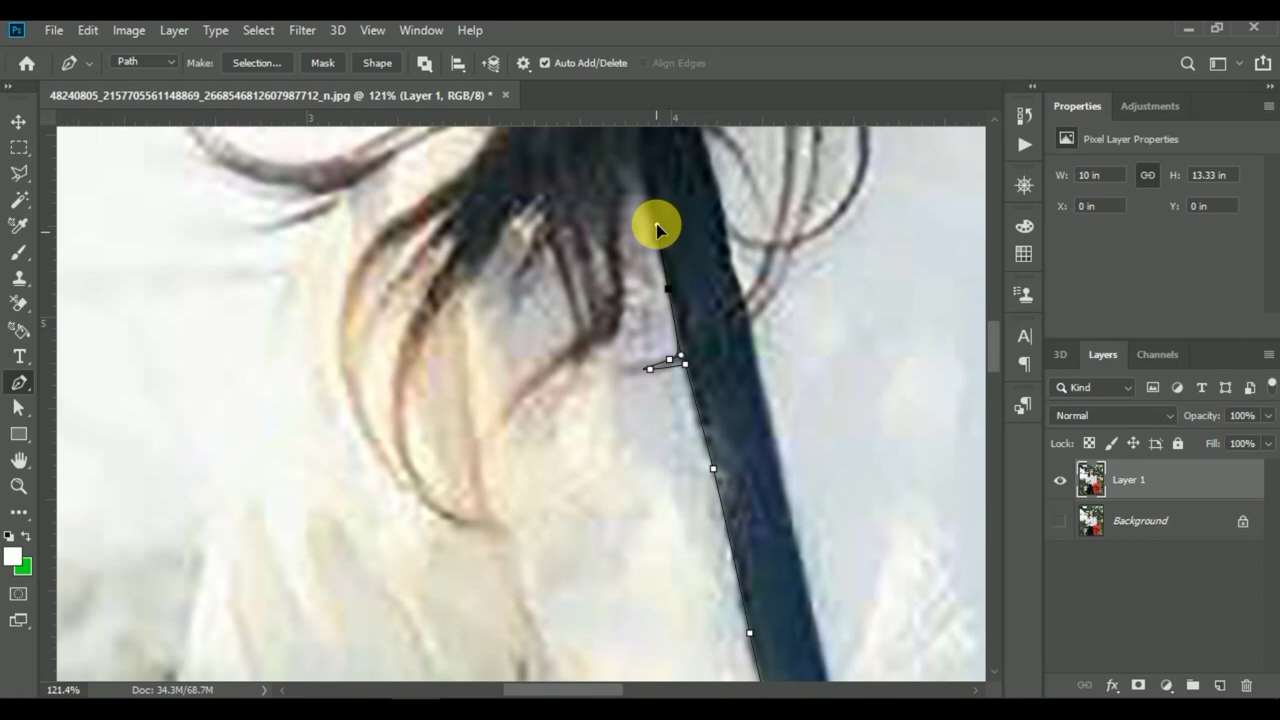 Ps File Edit Image Layer Type Select Filter 3D View Window Help
Path Make: Selection... Mask Shape Auto Add/Delete Align Edges
48240805_2157705561148869_2668546812607987712_n.jpg @ 121% (Layer 1, RGB/8) *
3 4
5
Properties Adjustments
Pixel Layer Properties
W: 10 in H: 13.33 in
X: 0 in Y: 0 in
3D Layers Channels
Kind
Normal Opacity: 100%
Lock: Fill: 100%
Layer 1
Background
121.4% Doc: 34.3M/68.7M